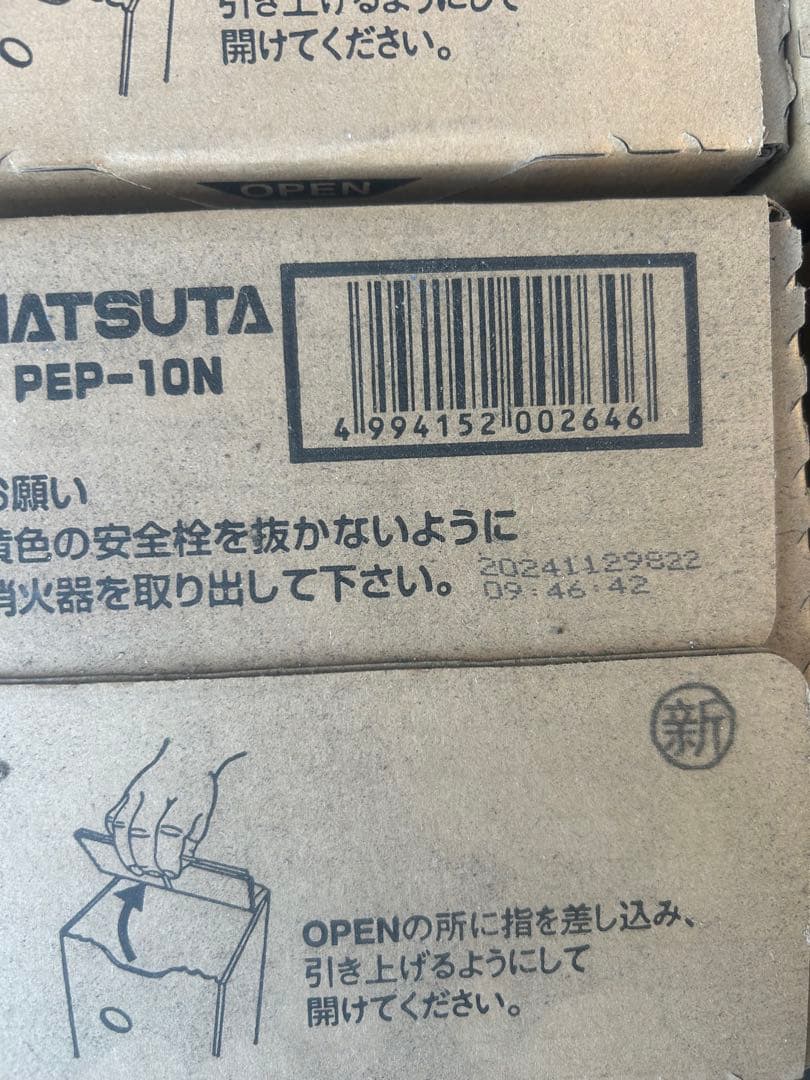 引き上げるようにして
開けてください。
OPEN
HATSUTA
PEP-10N
4 994152 002646
お願い
黄色の安全栓を抜かないように
消火器を取り出して下さい。
20241129822
09:46:42
新
OPENの所に指を差し込み、
引き上げるようにして
開けてください。